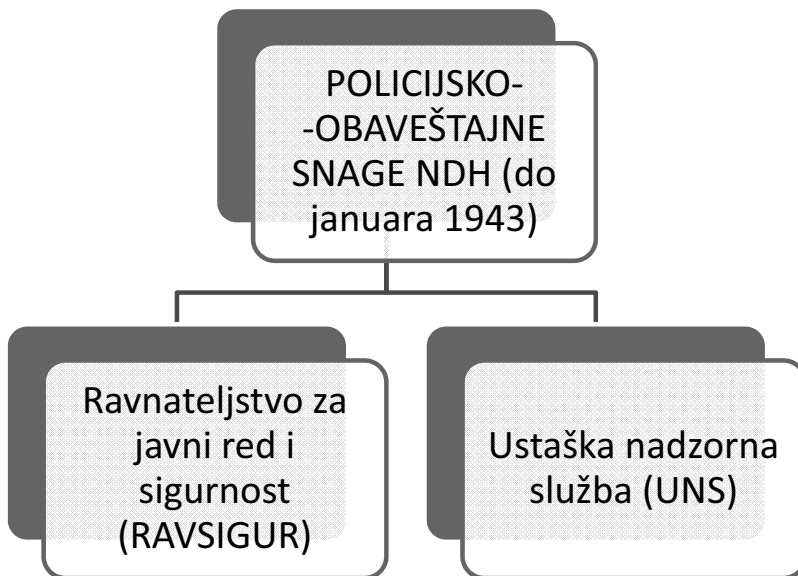 POLICIJSKO-
-OBAVEŠTAJNE
SNAGE NDH (do
januara 1943)
Ravnateljstvo za
javni red i
sigurnost
(RAVSIGUR)
Ustaška nadzorna
služba (UNS)